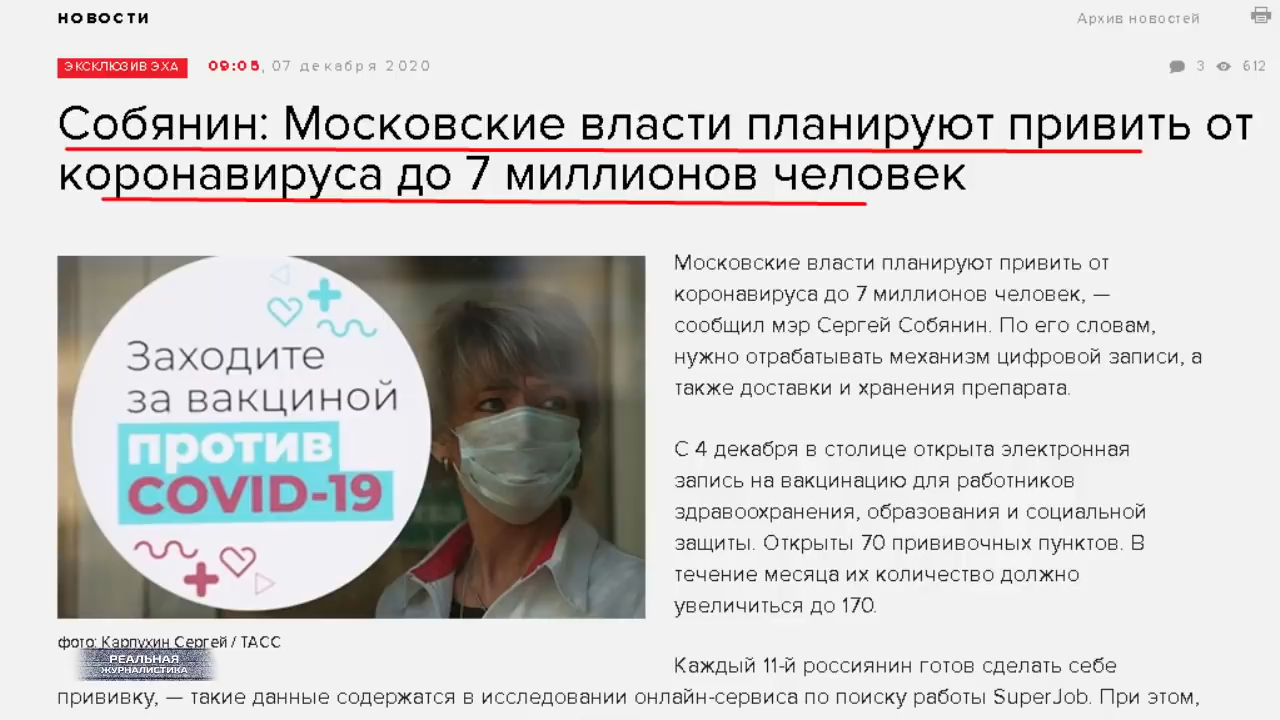 НОВОСТИ
Архив новостей
ЭКСКЛЮЗИВ ЭХА
09:05, 07 декабря 2020
3
612
Собянин: Московские власти планируют привить от
коронавируса до 7 миллионов человек
Заходите
за вакциной
против
COVID-19
Московские власти планируют привить от
коронавируса до 7 миллионов человек, —
сообщил мэр Сергей Собянин. По его словам,
нужно отрабатывать механизм цифровой записи, а
также доставки и хранения препарата.
С 4 декабря в столице открыта электронная
запись на вакцинацию для работников
здравоохранения, образования и социальной
защиты. Открыты 70 прививочных пунктов. В
течение месяца их количество должно
увеличиться до 170.
фото: Карпухин Сергей / ТАСС
РЕАЛЬНАЯ
ЖУРНАЛИСТИКА
Каждый 11-й россиянин готов сделать себе
прививку, — такие данные содержатся в исследовании онлайн-сервиса по поиску работы SuperJob. При этом,